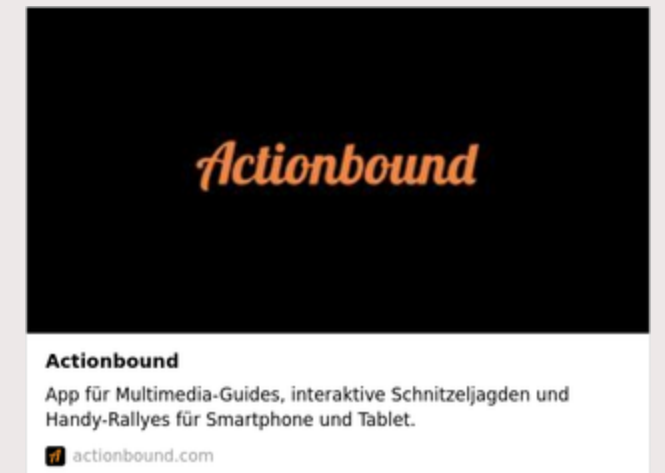 Actionbound
Actionbound
App für Multimedia-Guides, interaktive Schnitzeljagden und
Handy-Rallyes für Smartphone und Tablet.
A actionbound.com